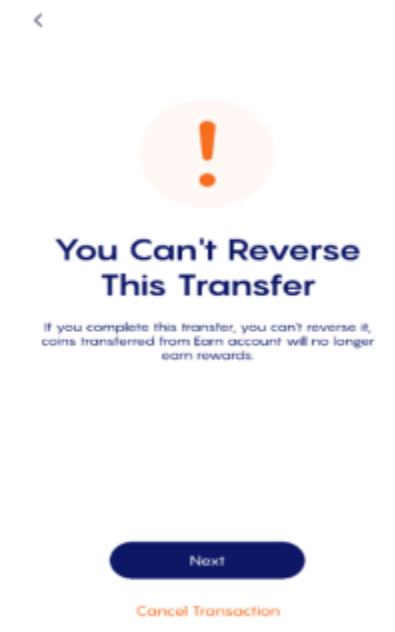 You Can't Reverse
This Transfer
If you complete this transfer, you can't reverse it,
coins transferred from Earn account will no longer
earn rewards.
Next
Cancel Transaction